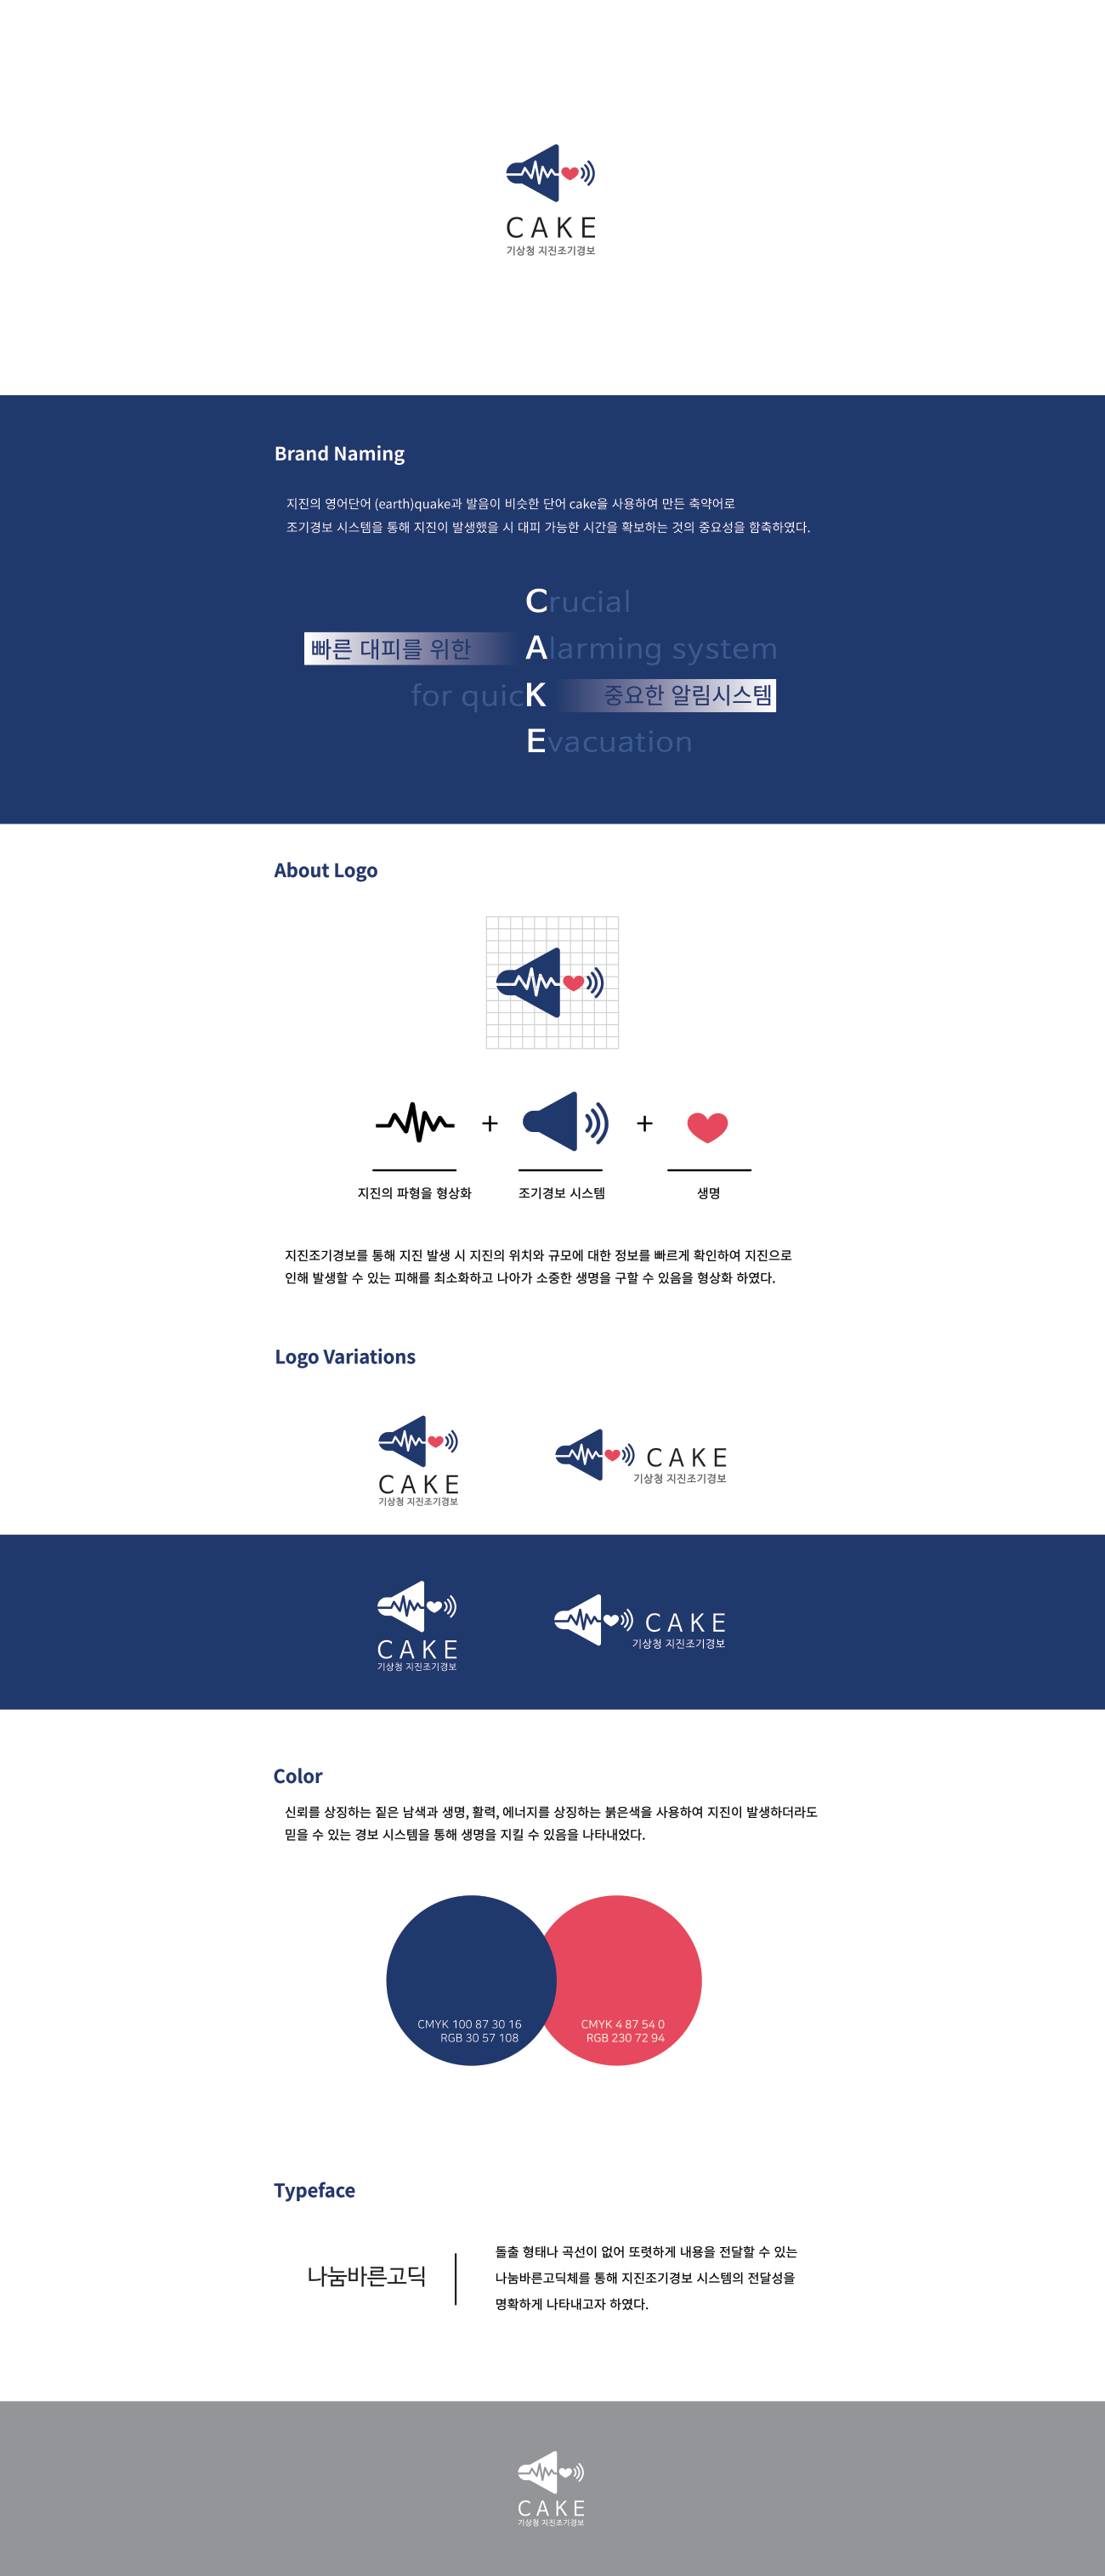 CAKE
기상청 지진조기경보
Brand Naming
지진의 영어단어 (earth)quake과 발음이 비슷한 단어 cake을 사용하여 만든 축약어로
조기경보 시스템을 통해 지진이 발생했을 시 대피 가능한 시간을 확보하는 것의 중요성을 함축하였다.
Crucial
빠른 대피를 위한
Alarming system
for quicK
중요한 알림시스템
Evacuation
About Logo
+ +
지진의 파형을 형상화 조기경보 시스템 생명
지진조기경보를 통해 지진 발생 시 지진의 위치와 규모에 대한 정보를 빠르게 확인하여 지진으로
인해 발생할 수 있는 피해를 최소화하고 나아가 소중한 생명을 구할 수 있음을 형상화 하였다.
Logo Variations
CAKE
기상청 지진조기경보
CAKE
기상청 지진조기경보
CAKE
기상청 지진조기경보
CAKE
기상청 지진조기경보
Color
신뢰를 상징하는 짙은 남색과 생명, 활력, 에너지를 상징하는 붉은색을 사용하여 지진이 발생하더라도
믿을 수 있는 경보 시스템을 통해 생명을 지킬 수 있음을 나타내었다.
CMYK 100 87 30 16
RGB 30 57 108
CMYK 4 87 54 0
RGB 230 72 94
Typeface
나눔바른고딕
돌출 형태나 곡선이 없어 또렷하게 내용을 전달할 수 있는
나눔바른고딕체를 통해 지진조기경보 시스템의 전달성을
명확하게 나타내고자 하였다.
CAKE
기상청 지진조기경보